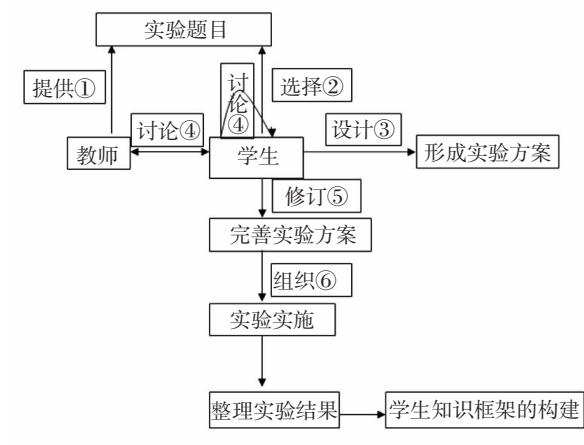 实验题目
提供①
讨论④
选择②
讨论④
设计③
教师
学生
形成实验方案
修订⑤
完善实验方案
组织⑥
实验实施
整理实验结果
学生知识框架的构建